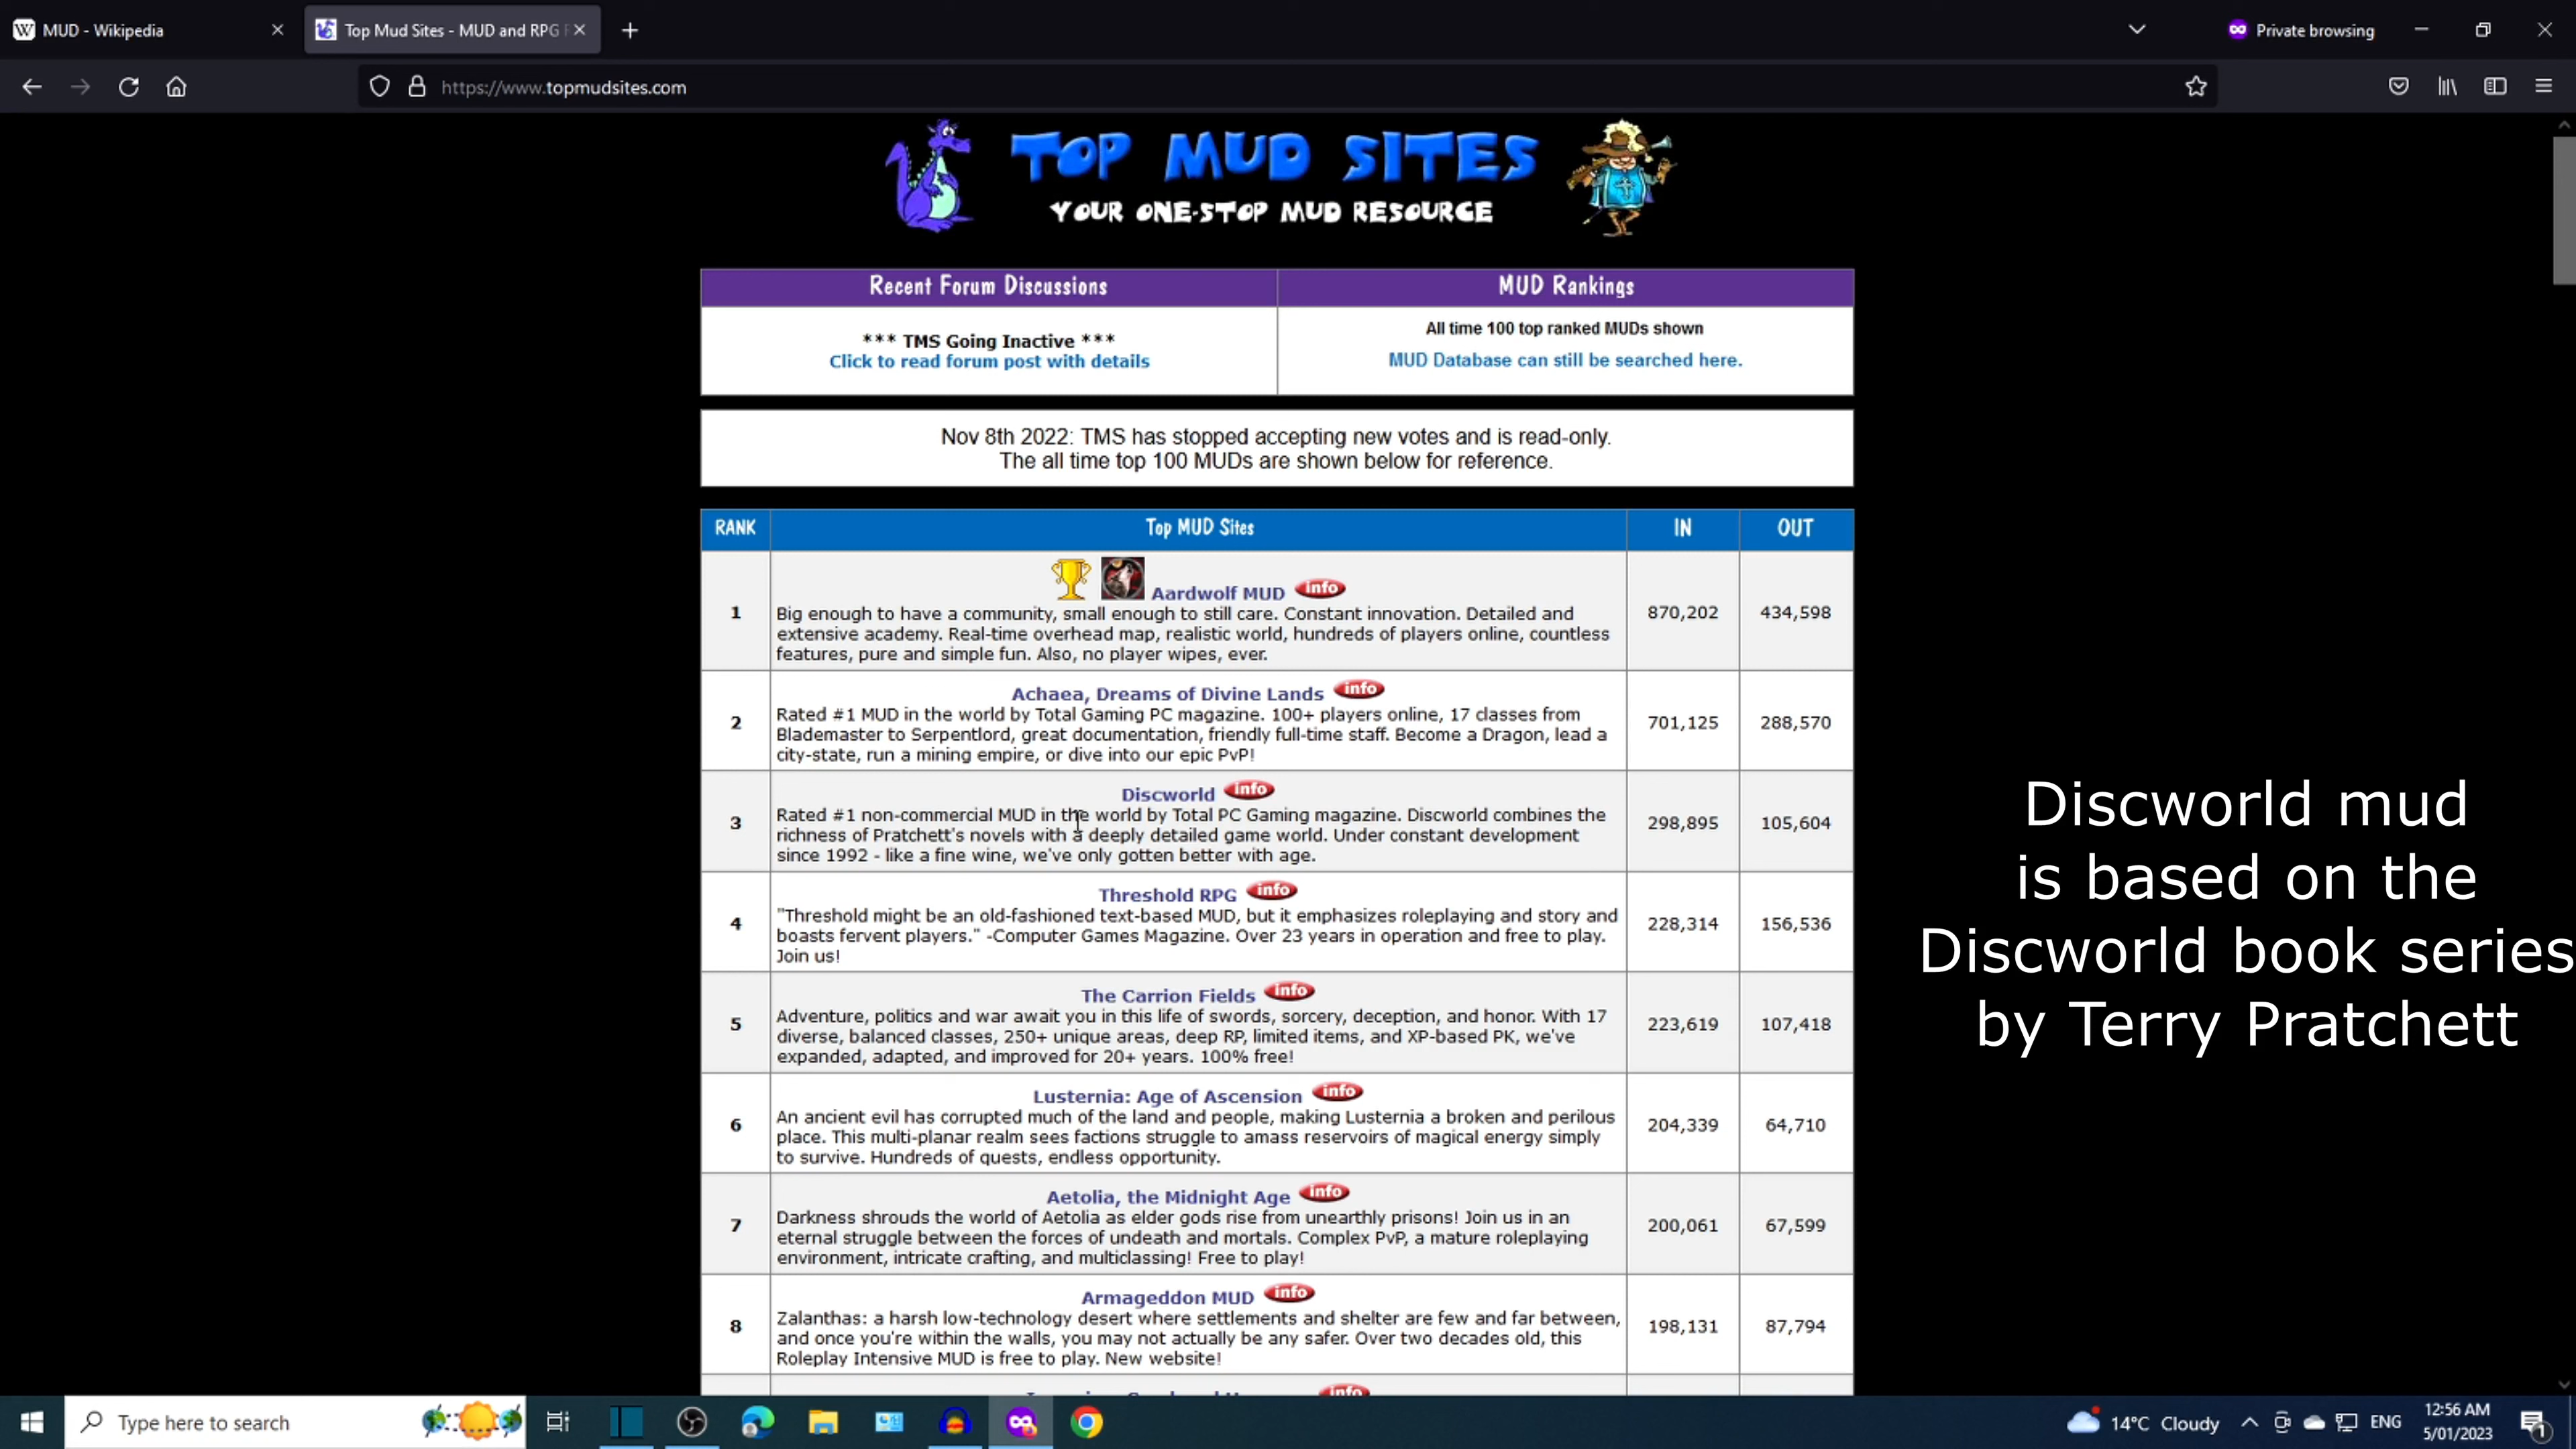 MUD - Wikipedia
Top Mud Sites - MUD and RPG
Private browsing
https://www.topmudsites.com
TOP MUD SITES
YOUR ONE-STOP MUD RESOURCE
Recent Forum Discussions
MUD Rankings
*** TMS Going Inactive ***
Click to read forum post with details
All time 100 top ranked MUDs shown
MUD Database can still be searched here.
Nov 8th 2022: TMS has stopped accepting new votes and is read-only.
The all time top 100 MUDs are shown below for reference.
RANK Top MUD Sites IN OUT
Aardwolf MUD info
1 870,202 434,598
Big enough to have a community, small enough to still care. Constant innovation. Detailed and
extensive academy. Real-time overhead map, realistic world, hundreds of players online, countless
features, pure and simple fun. Also, no player wipes, ever.
Achaea, Dreams of Divine Lands info
2 701,125 288,570
Rated #1 MUD in the world by Total Gaming PC magazine. 100+ players online, 17 classes from
Blademaster to Serpentlord, great documentation, friendly full-time staff. Become a Dragon, lead a
city-state, run a mining empire, or dive into our epic PvP!
Discworld info
3 298,895 105,604
Rated #1 non-commercial MUD in the world by Total PC Gaming magazine. Discworld combines the
richness of Pratchett's novels with a deeply detailed game world. Under constant development
since 1992 - like a fine wine, we've only gotten better with age.
Threshold RPG info
4 228,314 156,536
"Threshold might be an old-fashioned text-based MUD, but it emphasizes roleplaying and story and
boasts fervent players." -Computer Games Magazine. Over 23 years in operation and free to play.
Join us!
The Carrion Fields info
5 223,619 107,418
Adventure, politics and war await you in this life of swords, sorcery, deception, and honor. With 17
diverse, balanced classes, 250+ unique areas, deep RP, limited items, and XP-based PK, we've
expanded, adapted, and improved for 20+ years. 100% free!
Lusternia: Age of Ascension info
6 204,339 64,710
An ancient evil has corrupted much of the land and people, making Lusternia a broken and perilous
place. This multi-planar realm sees factions struggle to amass reservoirs of magical energy simply
to survive. Hundreds of quests, endless opportunity.
Aetolia, the Midnight Age info
7 200,061 67,599
Darkness shrouds the world of Aetolia as elder gods rise from unearthly prisons! Join us in an
eternal struggle between the forces of undeath and mortals. Complex PvP, a mature roleplaying
environment, intricate crafting, and multiclassing! Free to play!
Armageddon MUD info
8 198,131 87,794
Zalanthas: a harsh low-technology desert where settlements and shelter are few and far between,
and once you're within the walls, you may not actually be any safer. Over two decades old, this
Roleplay Intensive MUD is free to play. New website!
Discworld mud
is based on the
Discworld book series
by Terry Pratchett
Type here to search
14°C Cloudy
ENG
12:56 AM
5/01/2023
1